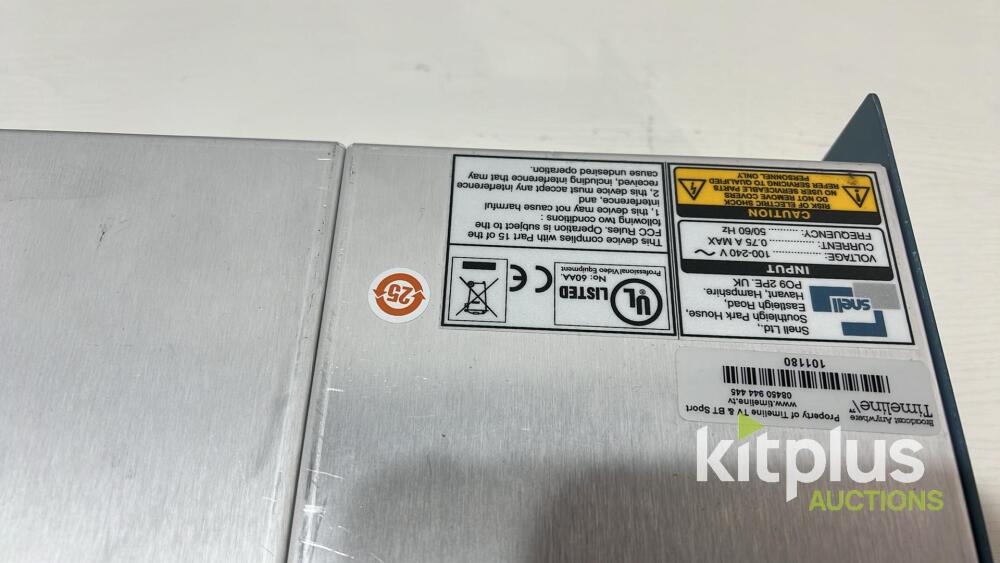 Broadcast Anywhere
Timeline TV™
Property of Timeline TV & BT Sport
www.timeline.tv
08450 944 445
101180
snell
Snell Ltd.,
Southleigh Park House,
Eastleigh Road,
Havant, Hampshire.
PO9 2PE. UK
INPUT
VOLTAGE: 100-240 V ~
CURRENT: ............ 0.75 A MAX
FREQUENCY: ............ 50/60 Hz
CAUTION
RISK OF ELECTRIC SHOCK
DO NOT REMOVE COVERS
NO USER SERVICEABLE PARTS
REFER SERVICING TO QUALIFIED
PERSONNEL ONLY
UL LISTED
No: 60AA.
Professional Video Equipment
CE
This device complies with Part 15 of the
FCC Rules. Operation is subject to the
following two conditions :
1, this device may not cause harmful
interference, and
2, this device must accept any interference
received, including interference that may
cause undesired operation.
25
kitplus
AUCTIONS